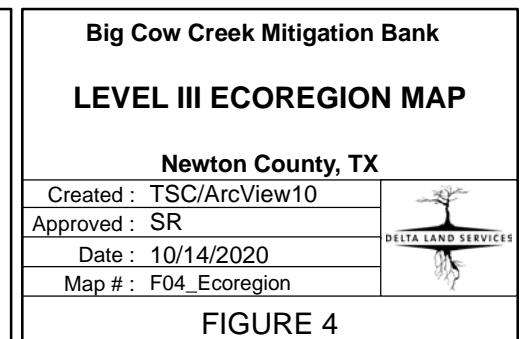 Big Cow Creek Mitigation Bank
LEVEL III ECOREGION MAP
Newton County, TX
Created : TSC/ArcView10
Approved : SR
Date : 10/14/2020
Map # : F04_Ecoregion
DELTA LAND SERVICES
FIGURE 4